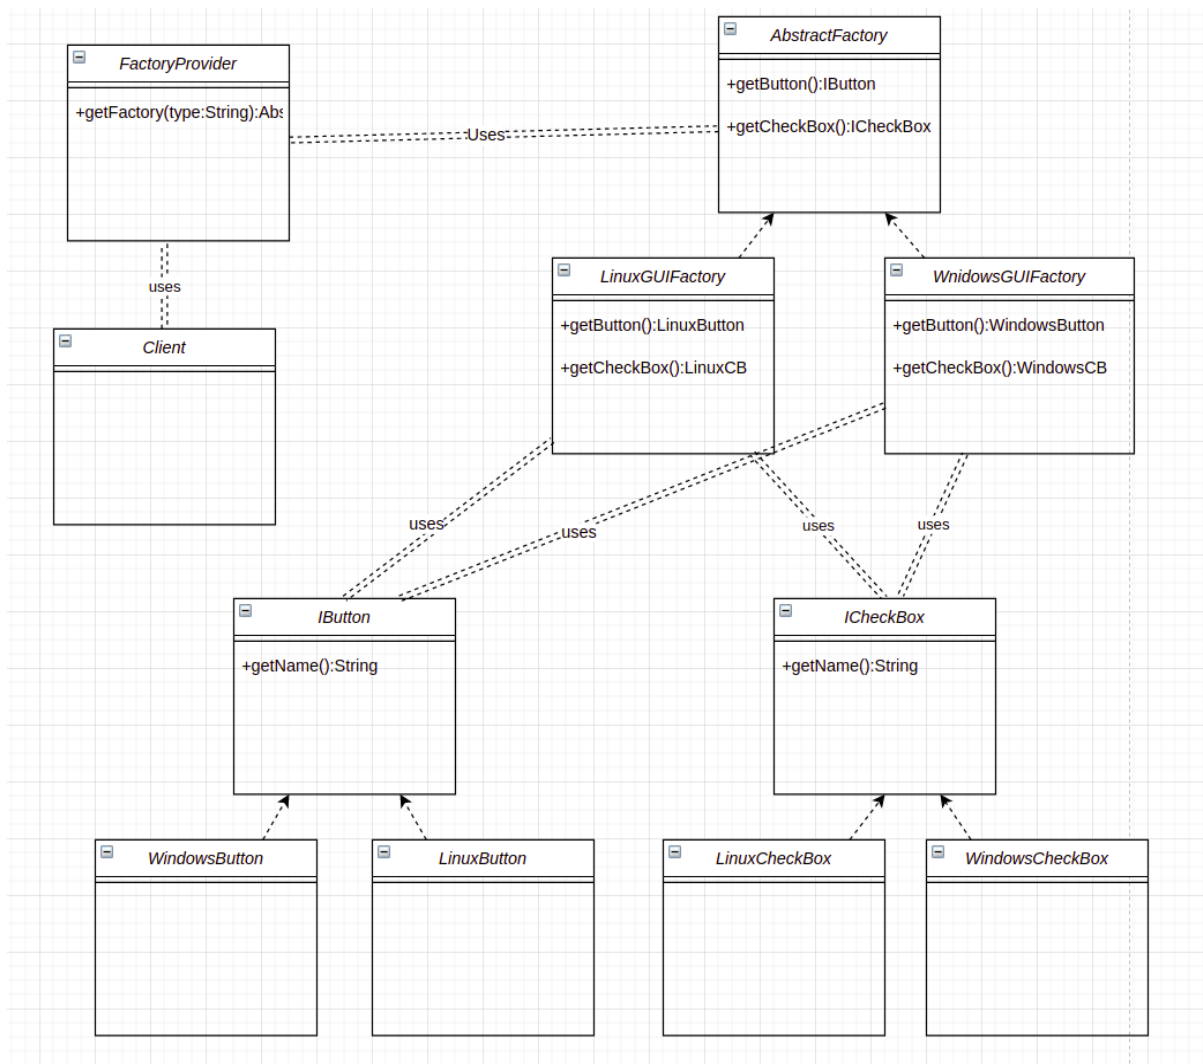 AbstractFactory
+getButton():IButton
+getCheckBox():ICheckBox
FactoryProvider
+getFactory(type:String):Abs
Uses
uses
Client
LinuxGUIFactory
+getButton():LinuxButton
+getCheckBox():LinuxCB
WnidowsGUIFactory
+getButton():WindowsButton
+getCheckBox():WindowsCB
uses
uses
uses
uses
IButton
+getName():String
ICheckBox
+getName():String
WindowsButton
LinuxButton
LinuxCheckBox
WindowsCheckBox